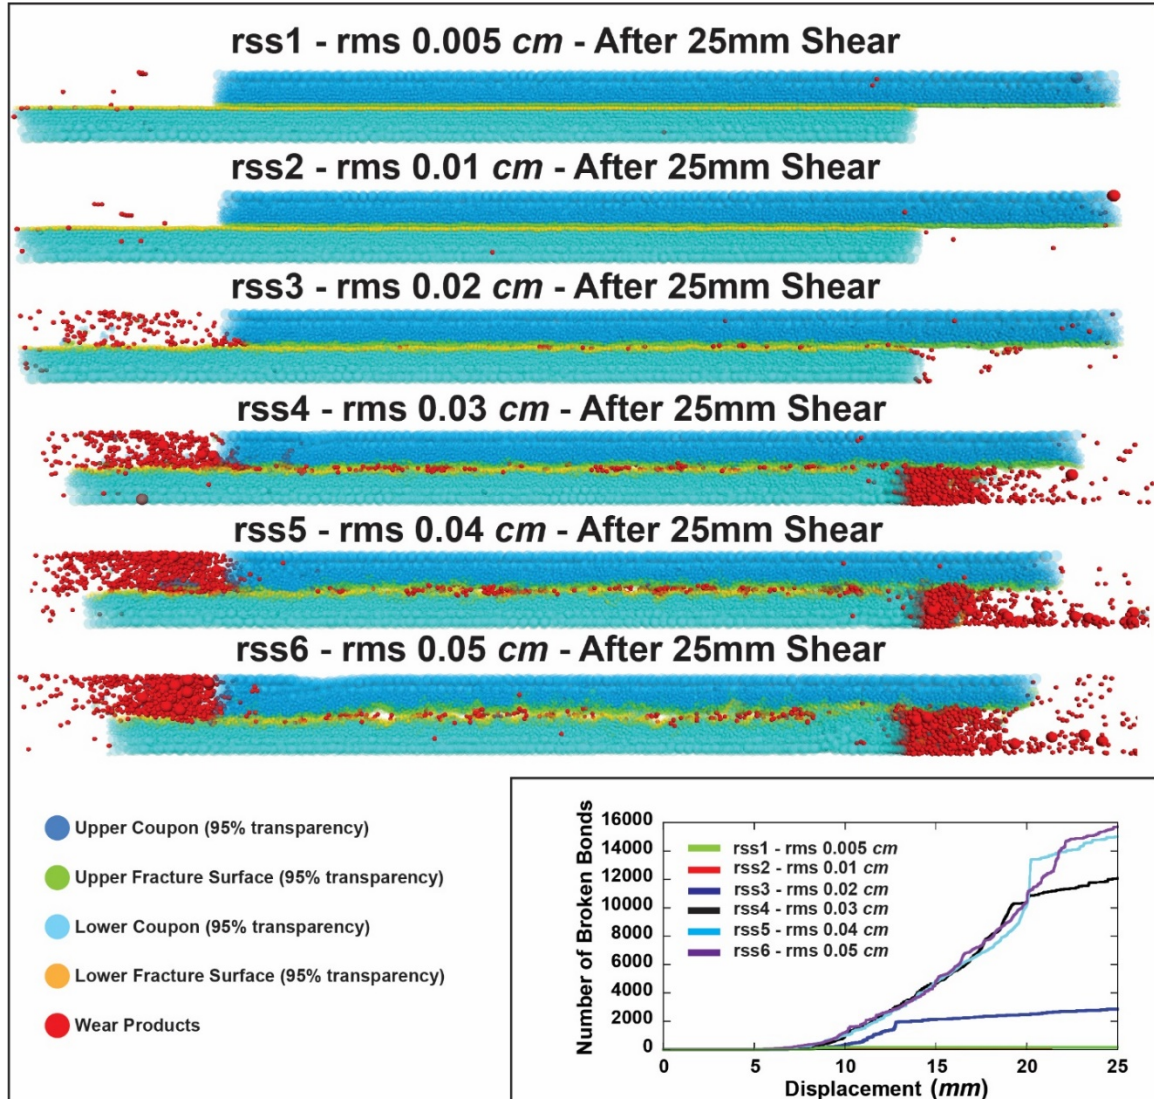 rss1 - rms 0.005 cm - After 25mm Shear
rss2 - rms 0.01 cm - After 25mm Shear
rss3 - rms 0.02 cm - After 25mm Shear
rss4 - rms 0.03 cm - After 25mm Shear
rss5 - rms 0.04 cm - After 25mm Shear
rss6 - rms 0.05 cm - After 25mm Shear
Upper Coupon (95% transparency)
Upper Fracture Surface (95% transparency)
Lower Coupon (95% transparency)
Lower Fracture Surface (95% transparency)
Wear Products
Number of Broken Bonds
16000
14000
12000
10000
8000
6000
4000
2000
0
rss1 - rms 0.005 cm
rss2 - rms 0.01 cm
rss3 - rms 0.02 cm
rss4 - rms 0.03 cm
rss5 - rms 0.04 cm
rss6 - rms 0.05 cm
0 5 10 15 20 25
Displacement (mm)